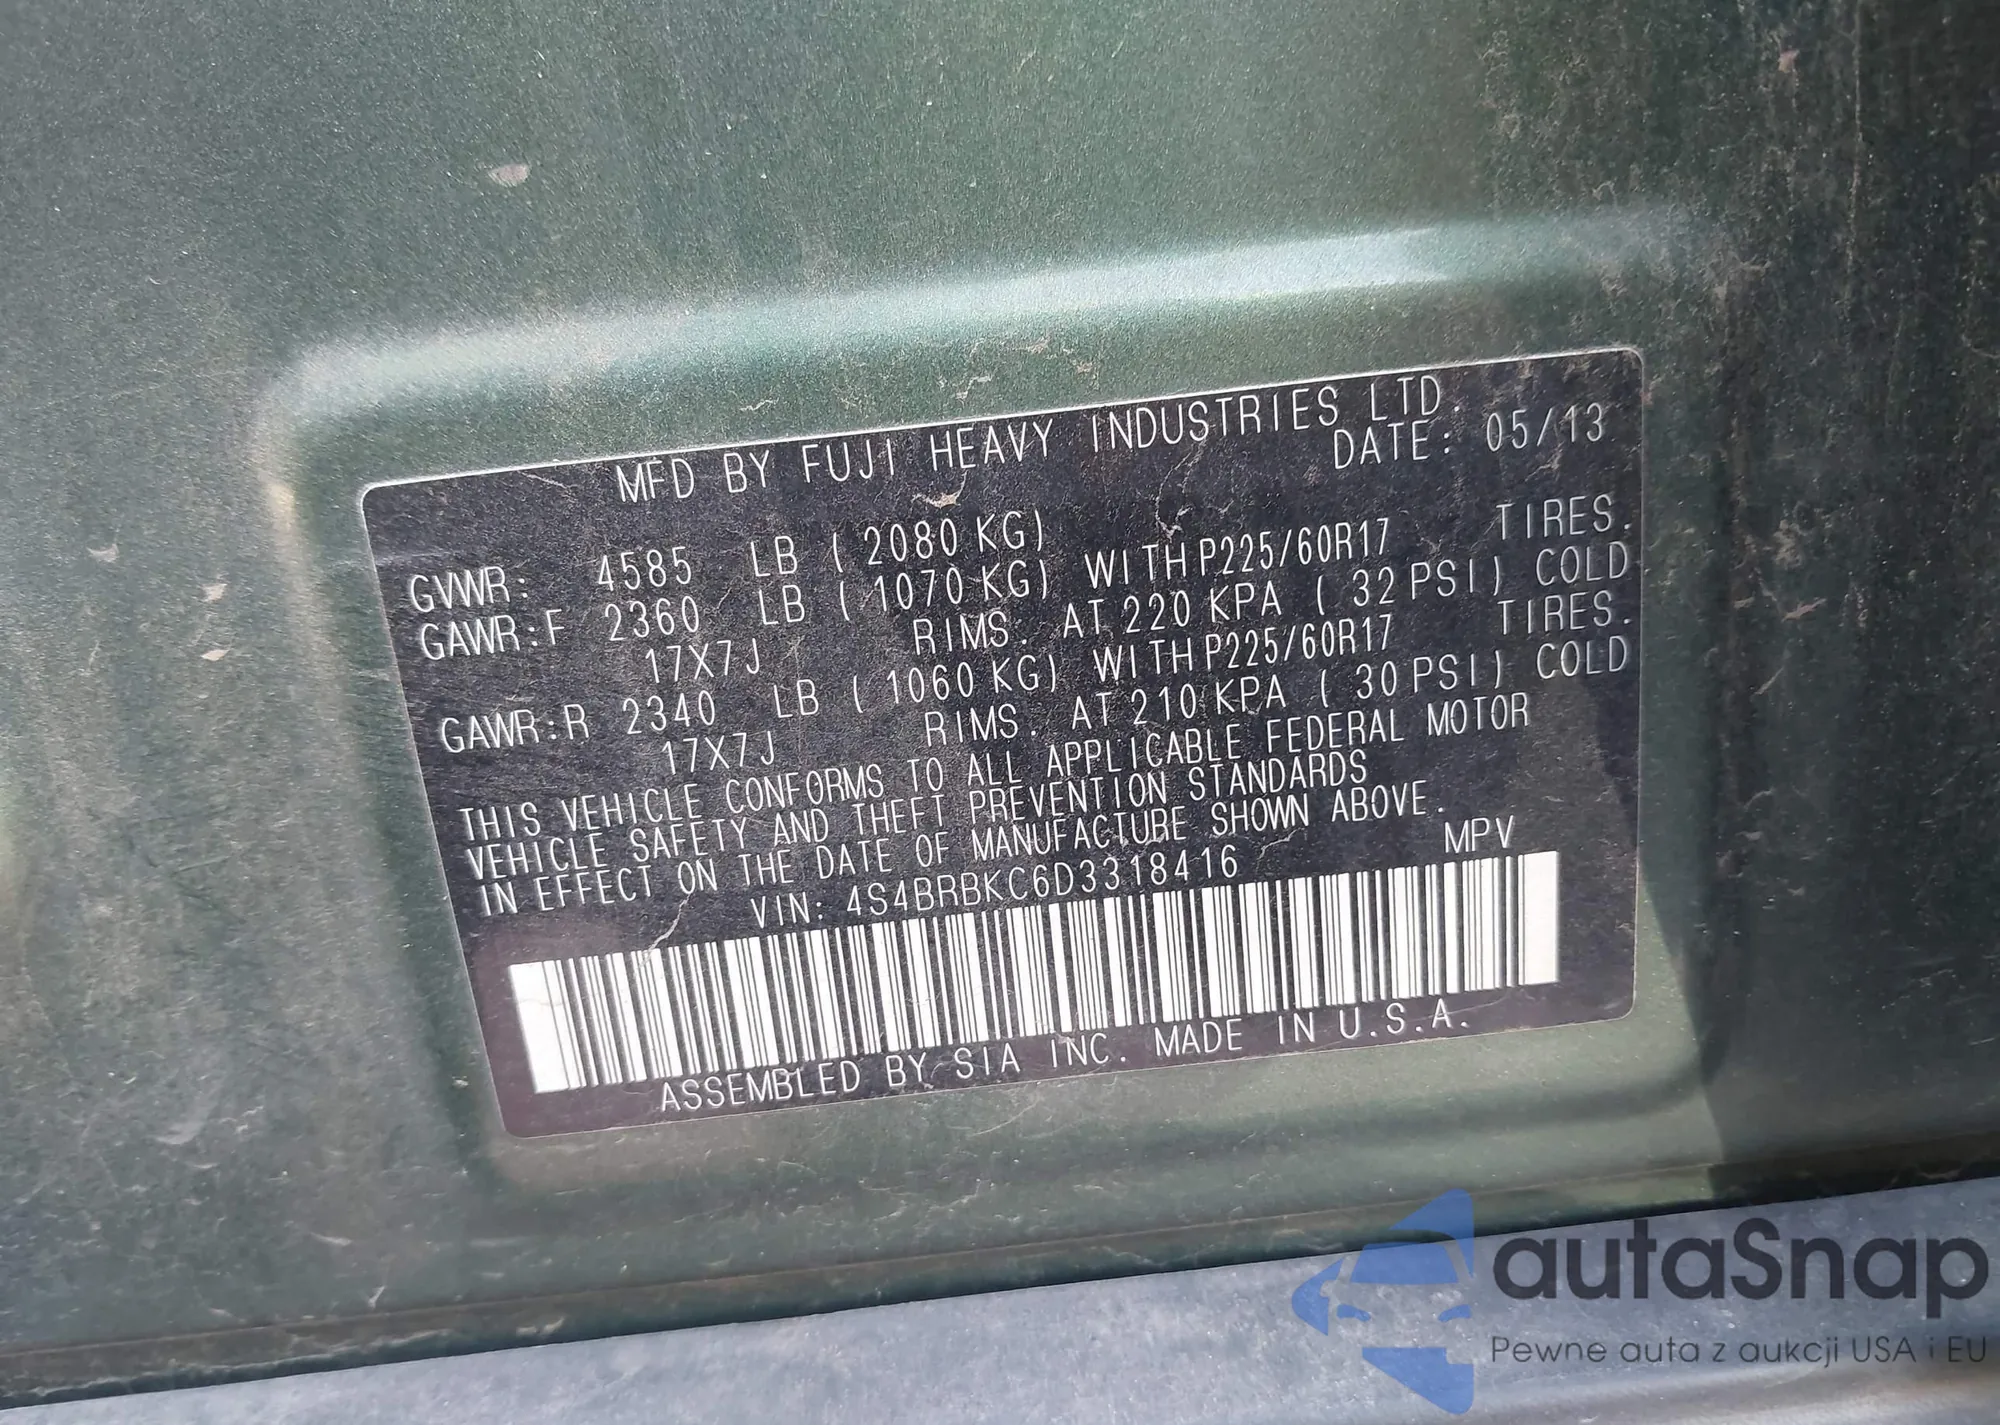 MFD BY FUJI HEAVY INDUSTRIES LTD.
DATE: 05/13
GVWR: 4585 LB ( 2080 KG)
GAWR:F 2360 LB ( 1070 KG) WITH P225/60R17 TIRES.
17X7J RIMS. AT 220 KPA ( 32 PSI) COLD
GAWR:R 2340 LB ( 1060 KG) WITH P225/60R17 TIRES.
17X7J RIMS. AT 210 KPA ( 30 PSI) COLD
THIS VEHICLE CONFORMS TO ALL APPLICABLE FEDERAL MOTOR
VEHICLE SAFETY AND THEFT PREVENTION STANDARDS
IN EFFECT ON THE DATE OF MANUFACTURE SHOWN ABOVE.
VIN: 4S4BRBKC6D3318416 MPV
ASSEMBLED BY SIA INC. MADE IN U.S.A.
autaSnap
Pewne auta z aukcji USA i EU